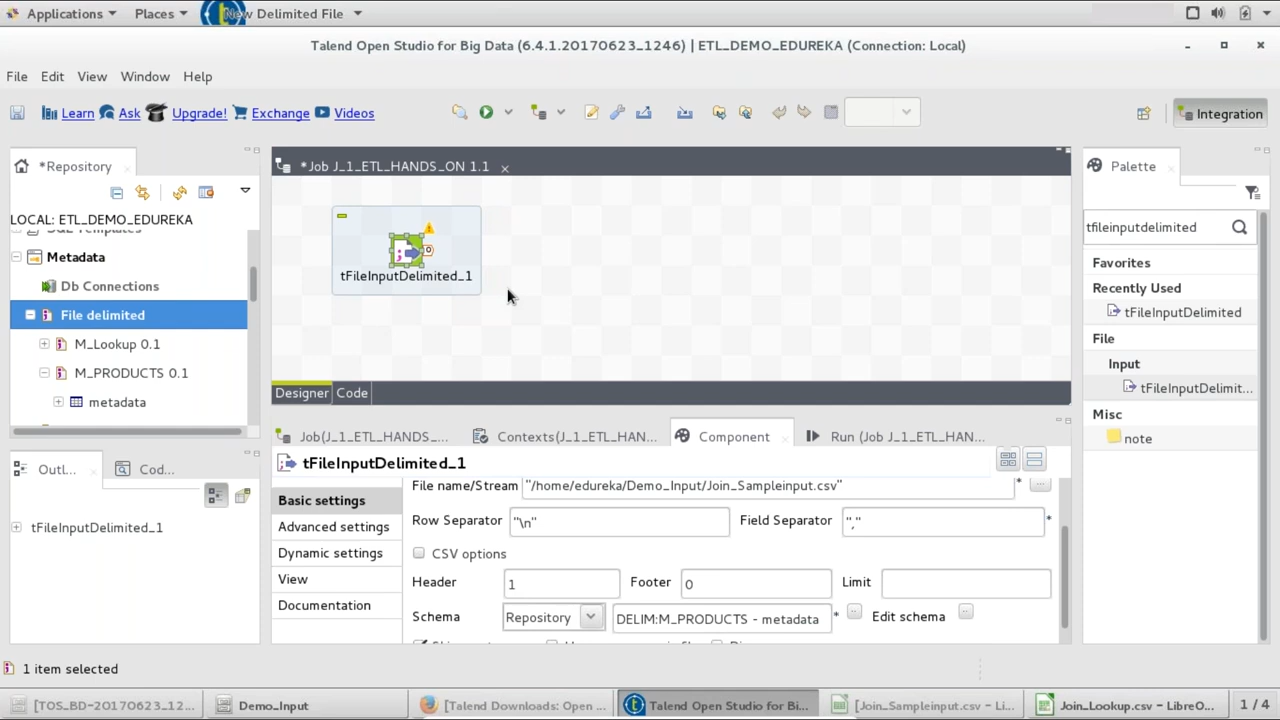 Applications
Places
New Delimited File
Talend Open Studio for Big Data (6.4.1.20170623_1246) | ETL_DEMO_EDUREKA (Connection: Local)
File Edit View Window Help
Learn Ask Upgrade! Exchange Videos
Integration
*Repository
LOCAL: ETL_DEMO_EDUREKA
Metadata
Db Connections
File delimited
M_Lookup 0.1
M_PRODUCTS 0.1
metadata
*Job J_1_ETL_HANDS_ON 1.1
tFileInputDelimited_1
Designer Code
Palette
tfileinputdelimited
Favorites
Recently Used
tFileInputDelimited
File
Input
tFileInputDelimit...
Misc
note
Outl...
Cod...
tFileInputDelimited_1
Job(J_1_ETL_HANDS_...
Contexts(J_1_ETL_HAN...
Component
Run (Job J_1_ETL_HAN...
tFileInputDelimited_1
Basic settings
Advanced settings
Dynamic settings
View
Documentation
File name/Stream "/home/edureka/Demo_Input/Join_Sampleinput.csv" *
Row Separator "\n" Field Separator "," *
CSV options
Header 1 Footer 0 Limit
Schema Repository DELIM:M_PRODUCTS - metadata * Edit schema
1 item selected
[TOS_BD-20170623_12...
Demo_Input
[Talend Downloads: Open ...
Talend Open Studio for Bi...
[Join_Sampleinput.csv - Li...
Join_Lookup.csv - LibreO...
1 / 4